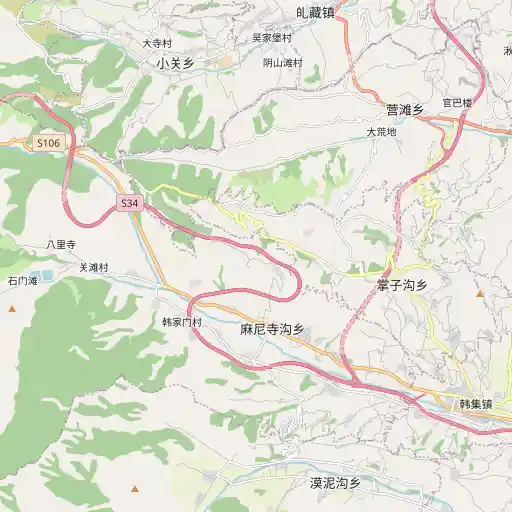 癿藏镇
吴家堡村
大寺村
小关乡
阴山滩村
官巴楼
营滩乡
大荒地
S106
S34
八里寺
关滩村
石门滩
掌子沟乡
韩家门村
麻尼寺沟乡
韩集镇
漠泥沟乡